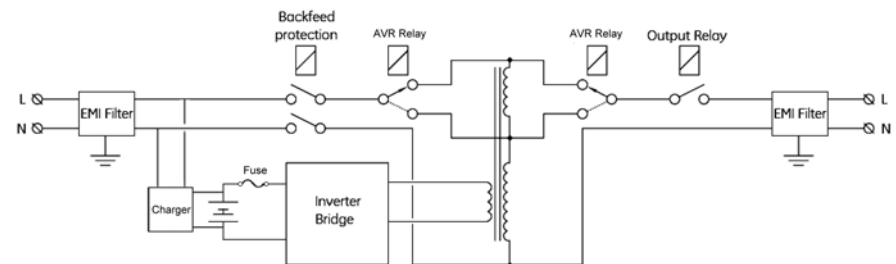 Backfeed
protection
AVR Relay
AVR Relay
Output Relay
L
EMI Filter
N
EMI Filter
L
N
Fuse
Charger
Inverter
Bridge